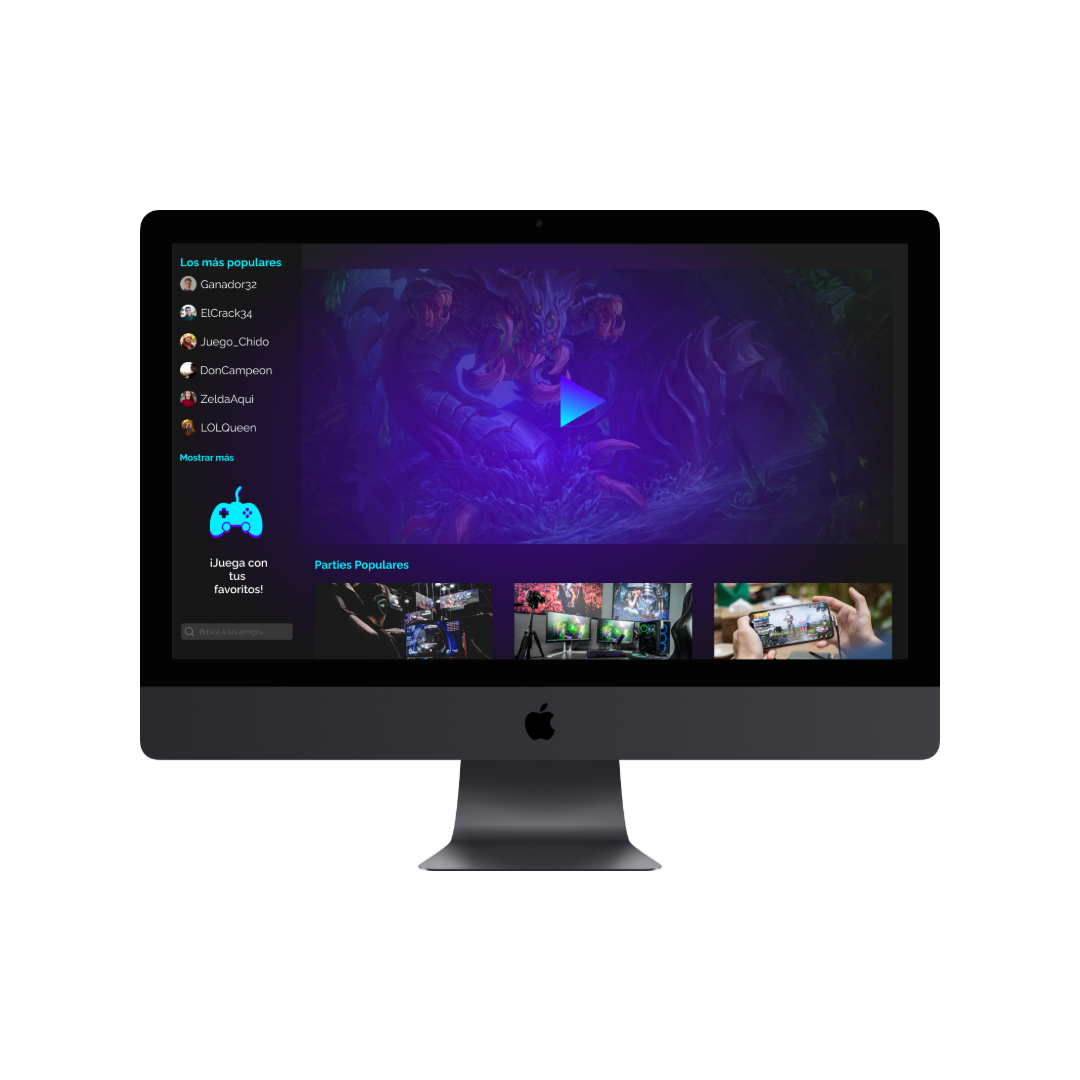 Los más populares
Ganador32
ElCrack34
Juego_Chido
DonCampeon
ZeldaAqui
LOLQueen
Mostrar más
¡Juega con
tus
favoritos!
Busca a tus amigos
Parties Populares